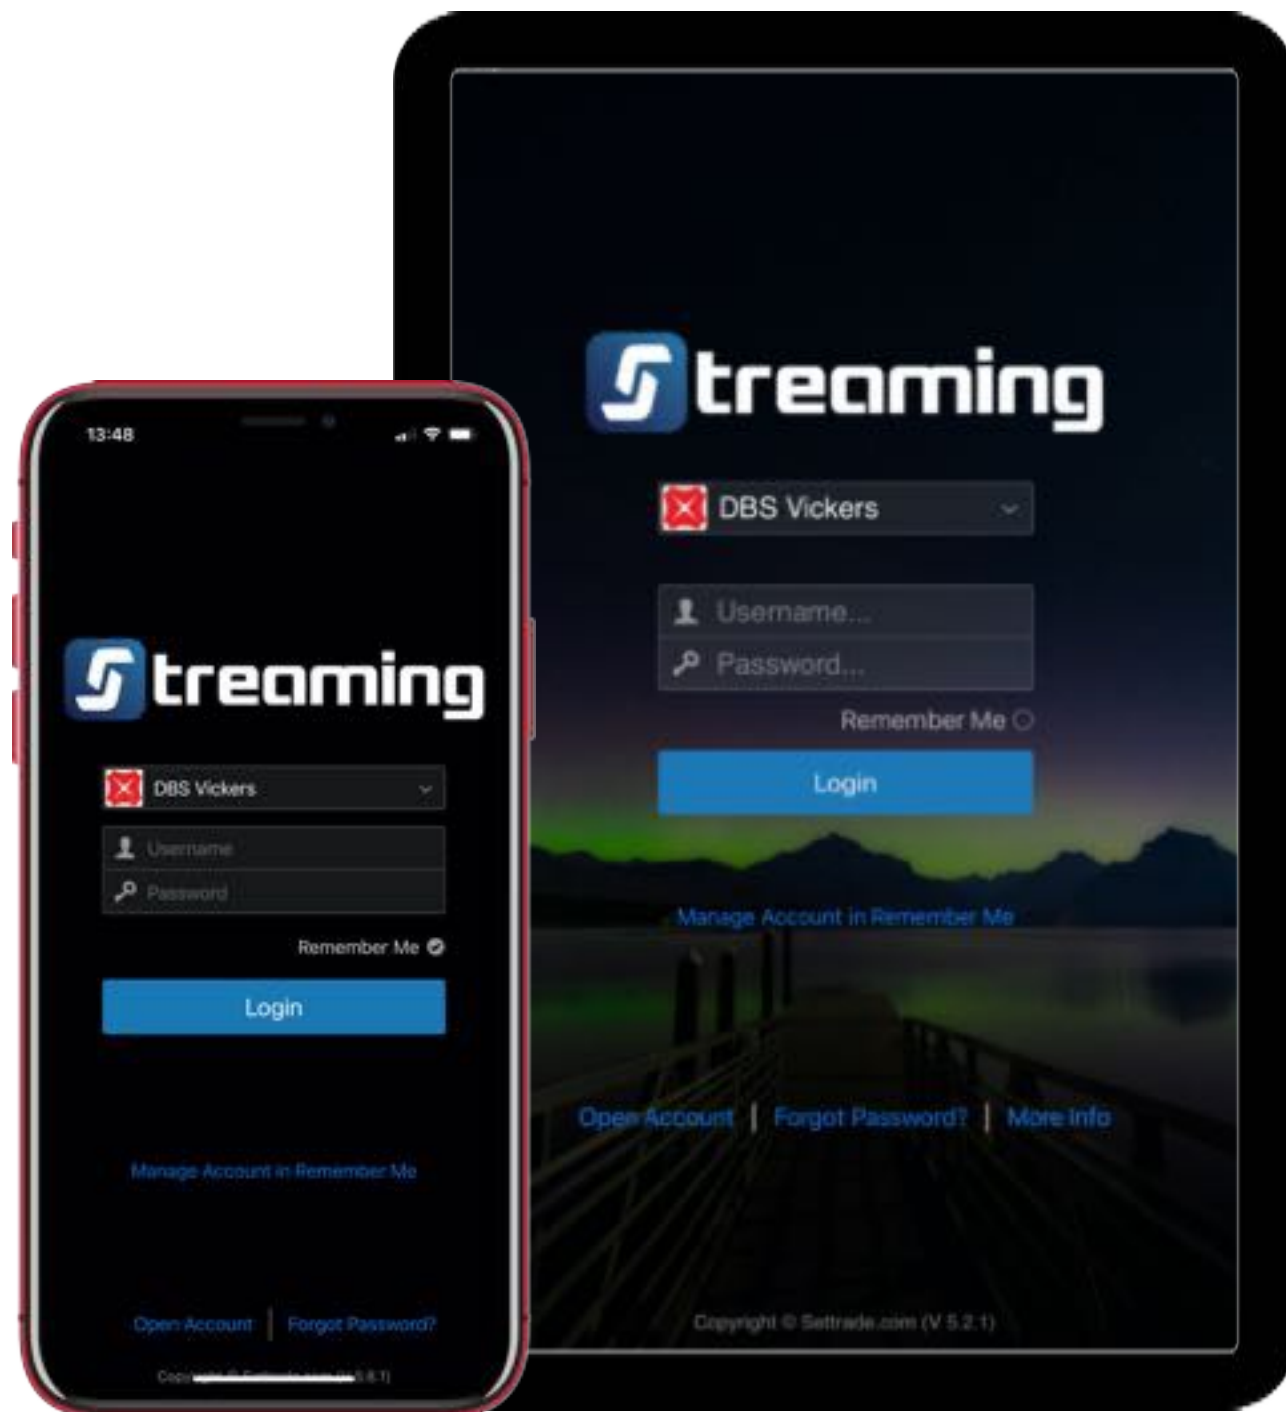 Streaming
DBS Vickers
Username...
Password...
Remember Me
Login
Manage Account in Remember Me
Open Account | Forgot Password? | More Info
Copyright © Settrade.com (V 5.2.1)
13:48
Streaming
DBS Vickers
Username
Password
Remember Me
Login
Manage Account in Remember Me
Open Account | Forgot Password?